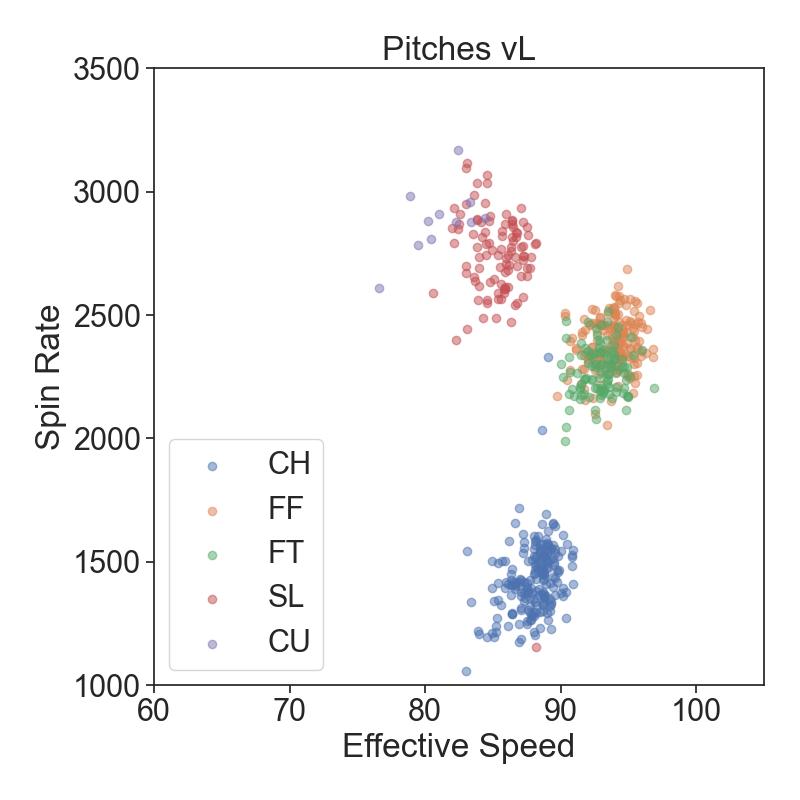 Pitches vL
3500
3000
2500
2000
1500
1000
Spin Rate
CH
FF
FT
SL
CU
60 70 80 90 100
Effective Speed